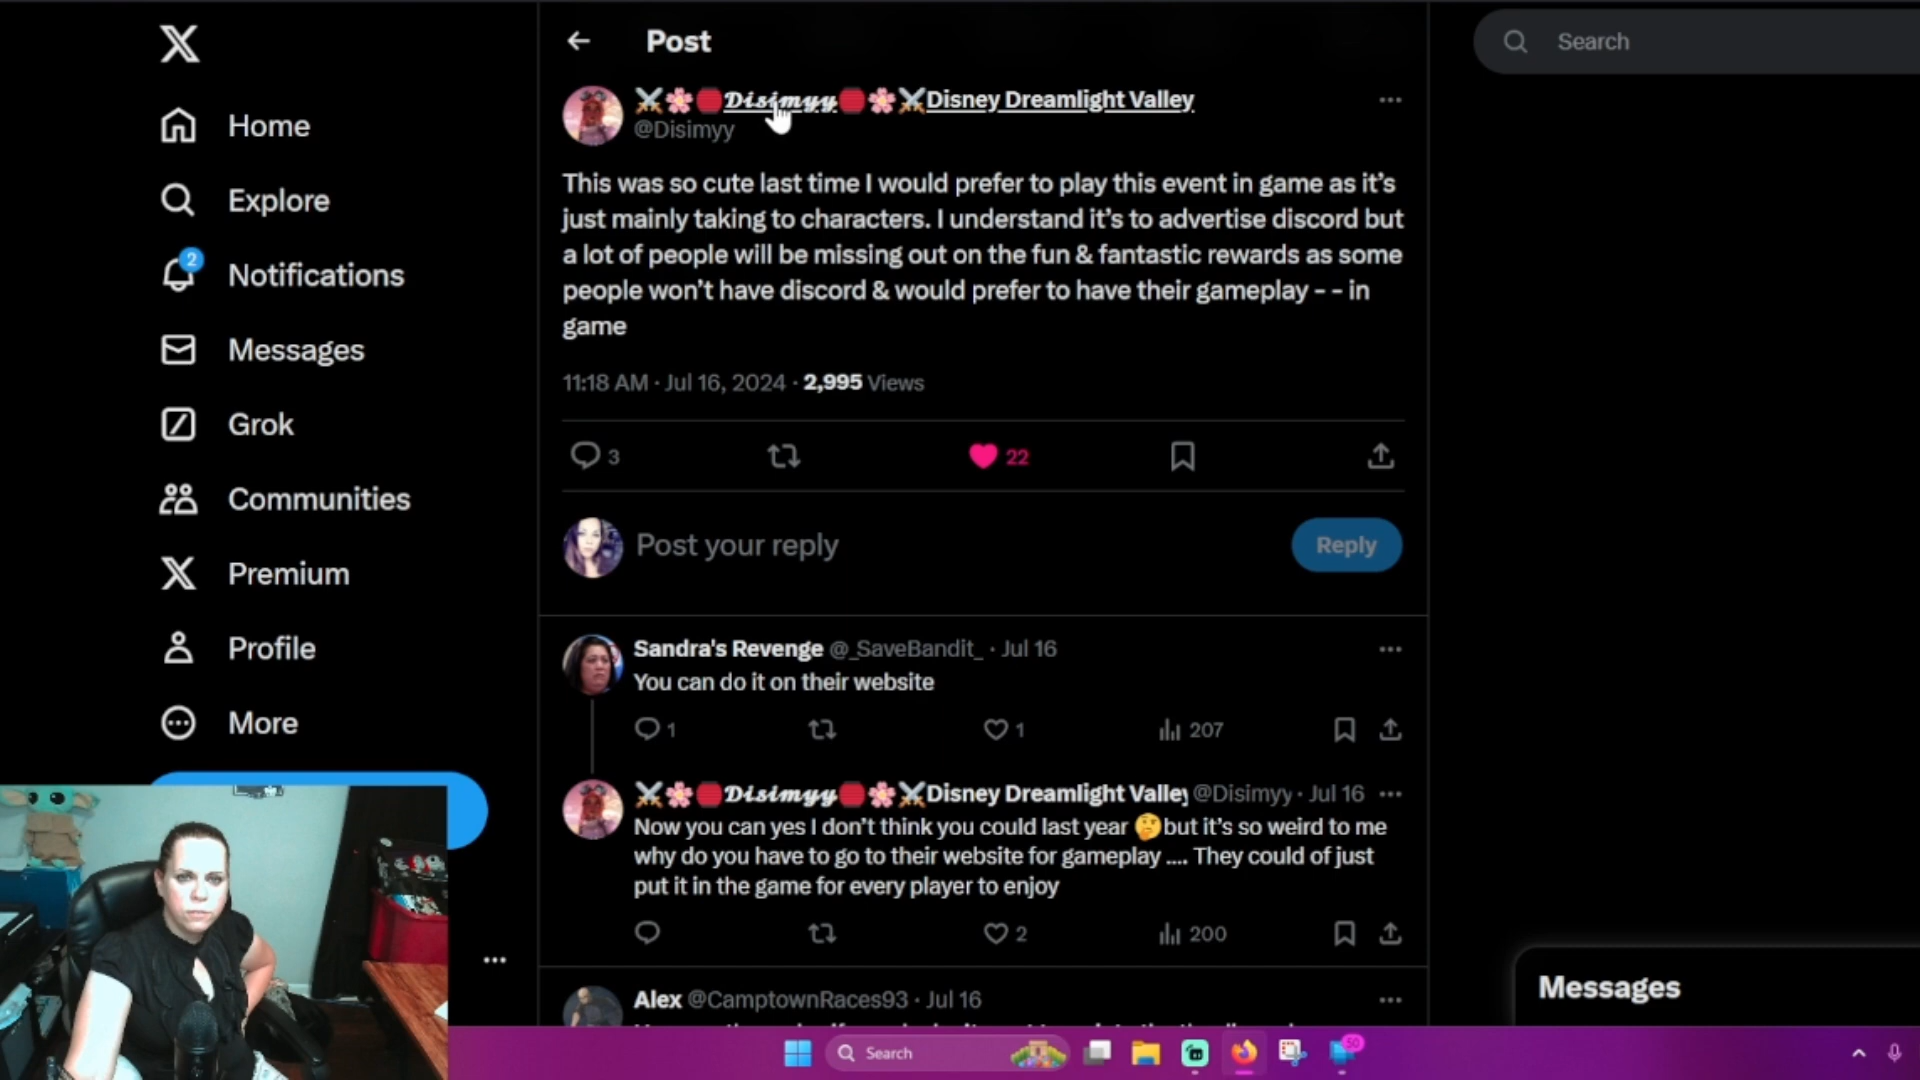 Post
Search
⚔️🌸🔴𝓓𝓲𝓼𝓲𝓶𝔂𝔂🔴🌸⚔️Disney Dreamlight Valley
@Disimyy
Home
Explore
2
Notifications
Messages
Grok
Communities
Premium
Profile
More
This was so cute last time I would prefer to play this event in game as it’s
just mainly taking to characters. I understand it’s to advertise discord but
a lot of people will be missing out on the fun & fantastic rewards as some
people won’t have discord & would prefer to have their gameplay - - in
game
11:18 AM · Jul 16, 2024 · 2,995 Views
3
22
Post your reply
Reply
Sandra's Revenge @_SaveBandit_ · Jul 16
You can do it on their website
1
1
207
⚔️🌸🔴𝓓𝓲𝓼𝓲𝓶𝔂𝔂🔴🌸⚔️Disney Dreamlight Valley @Disimyy · Jul 16
Now you can yes I don’t think you could last year 🤔but it’s so weird to me
why do you have to go to their website for gameplay .... They could of just
put it in the game for every player to enjoy
2
200
Alex @CamptownRaces93 · Jul 16
Messages
Search
50